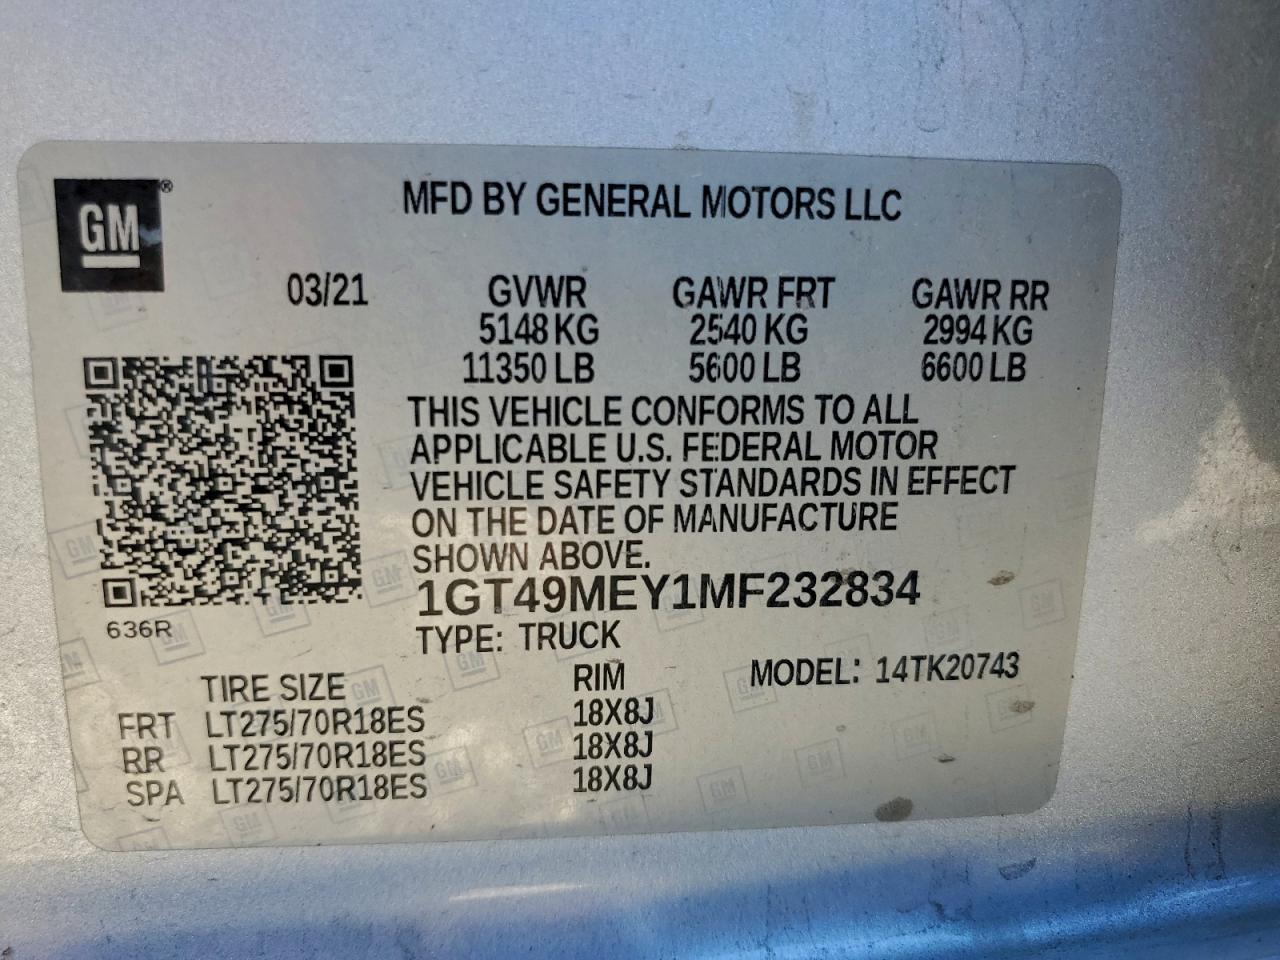 GM®
MFD BY GENERAL MOTORS LLC
03/21 GVWR GAWR FRT GAWR RR
5148 KG 2540 KG 2994 KG
11350 LB 5600 LB 6600 LB
THIS VEHICLE CONFORMS TO ALL
APPLICABLE U.S. FEDERAL MOTOR
VEHICLE SAFETY STANDARDS IN EFFECT
ON THE DATE OF MANUFACTURE
SHOWN ABOVE.
1GT49MEY1MF232834
636R
TYPE: TRUCK
MODEL: 14TK20743
TIRE SIZE RIM
FRT LT275/70R18ES 18X8J
RR LT275/70R18ES 18X8J
SPA LT275/70R18ES 18X8J